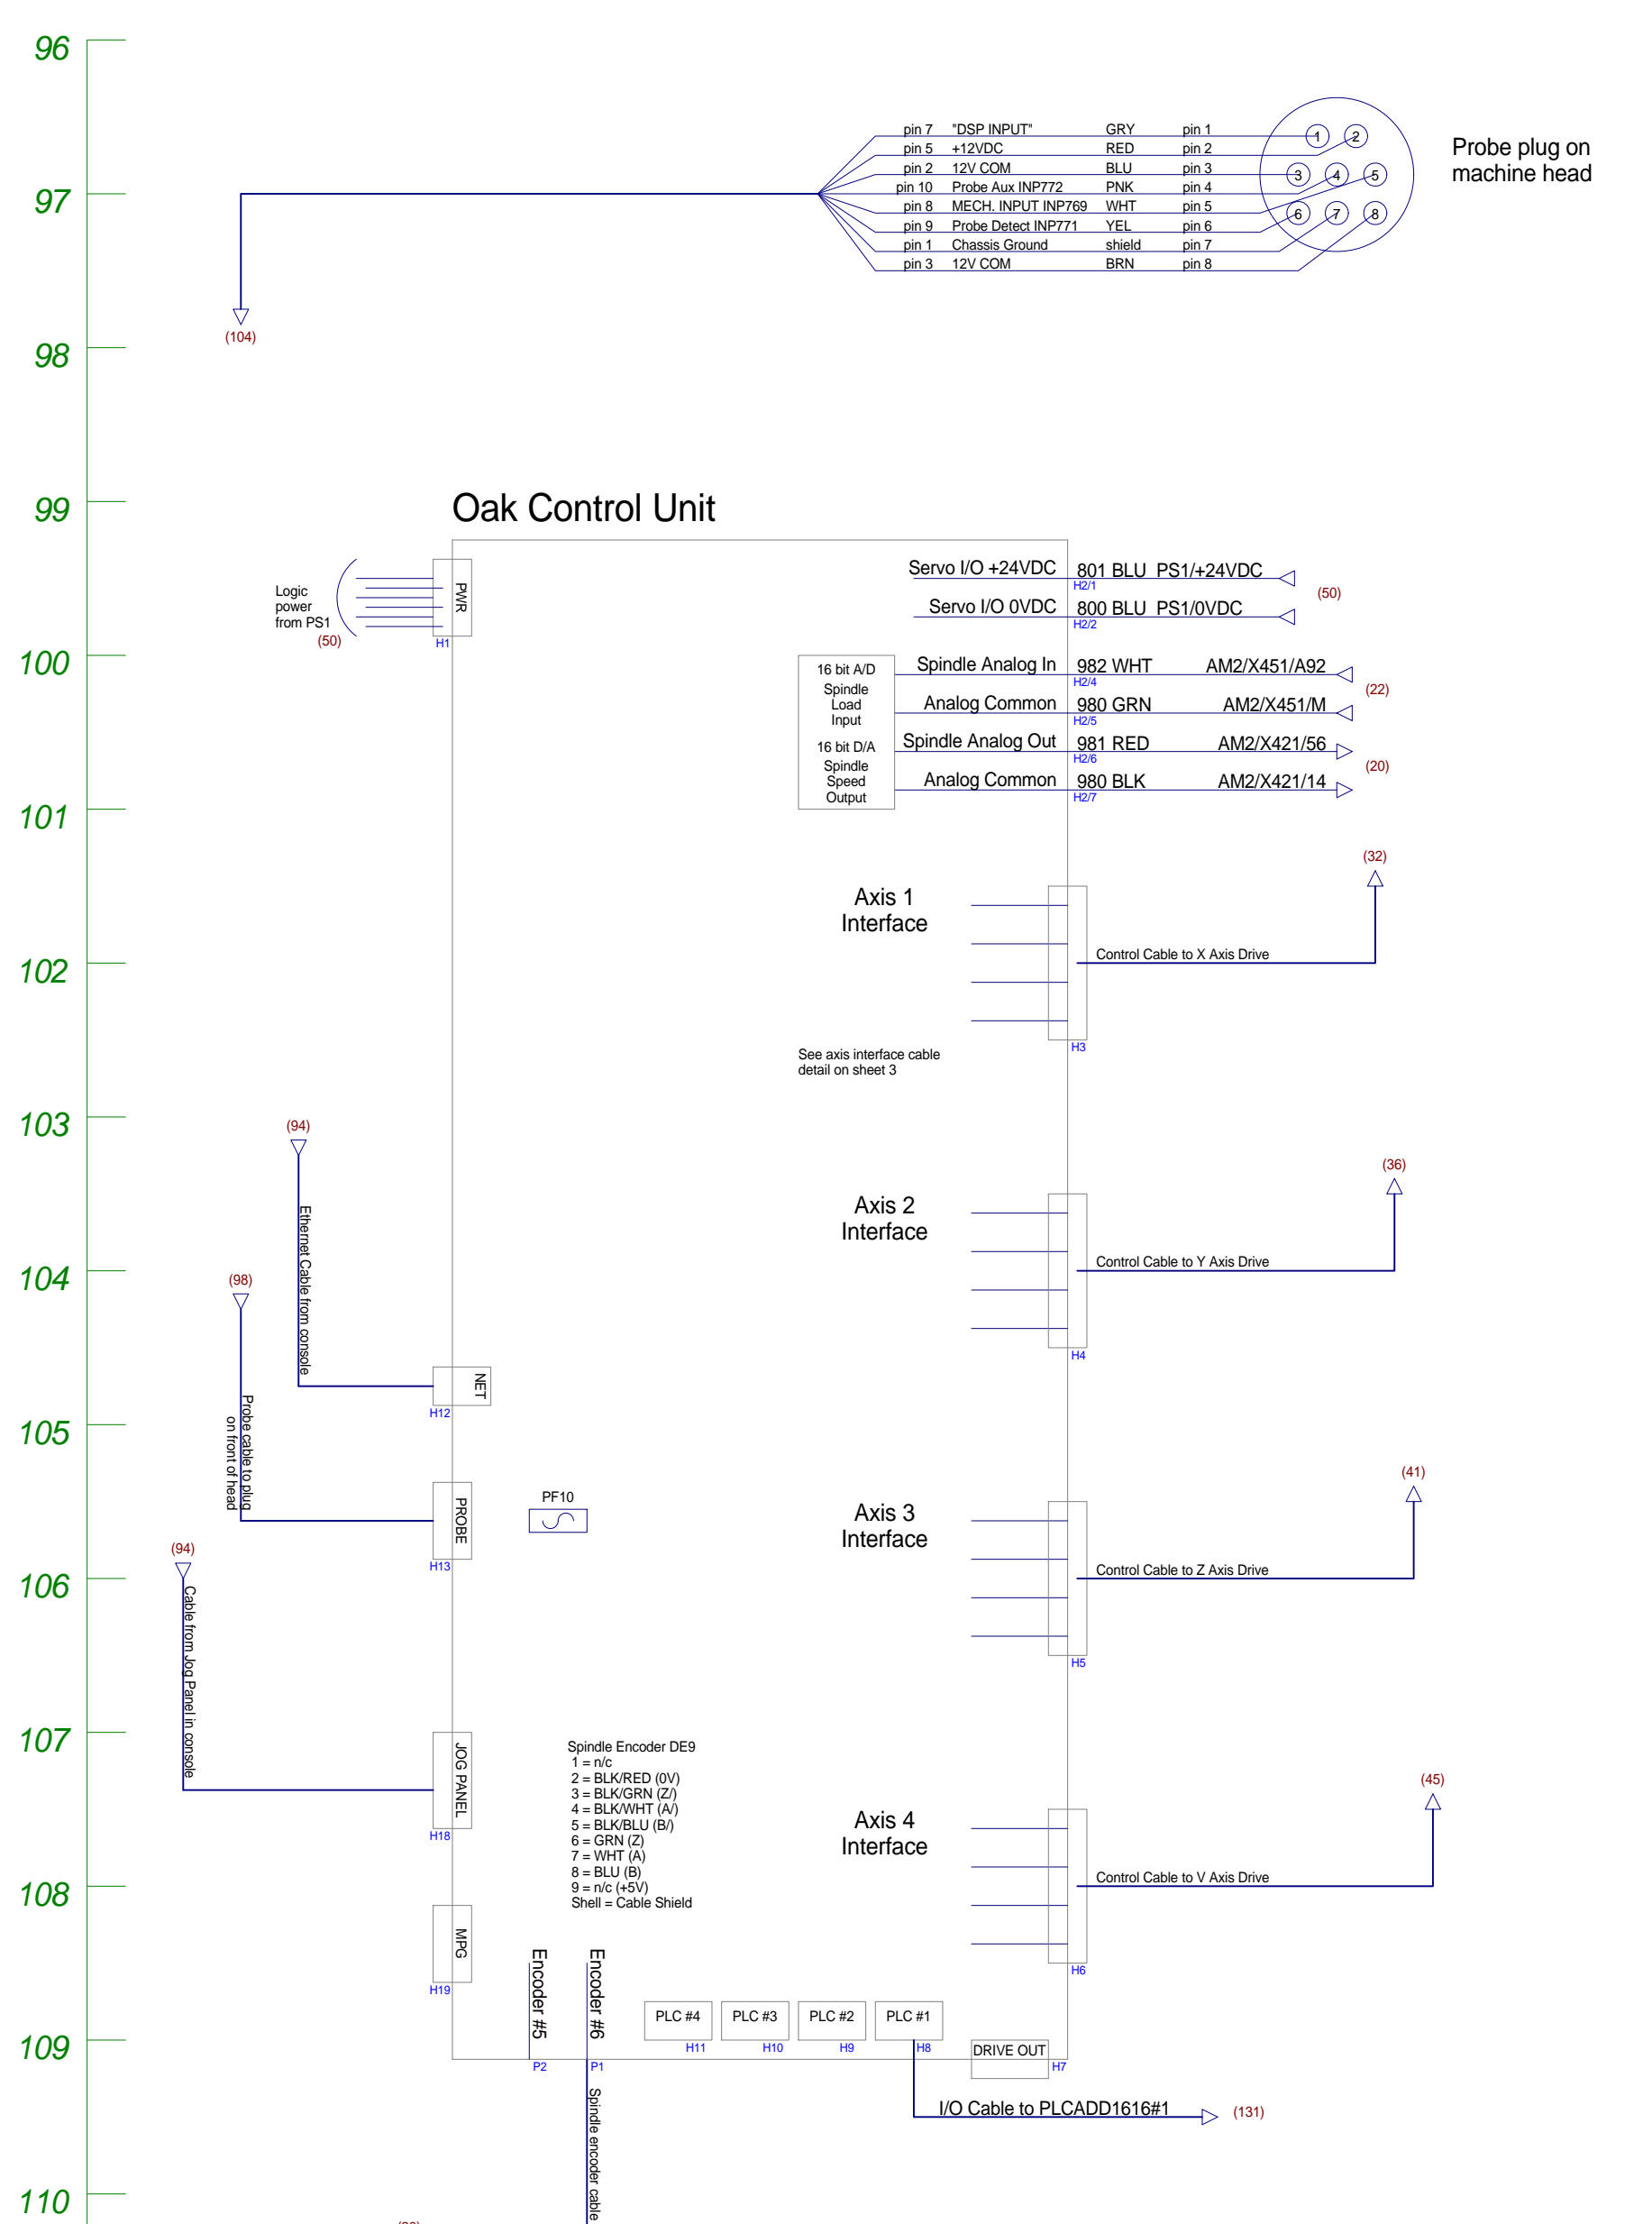 96
pin 7 "DSP INPUT" GRY pin 1
pin 5 +12VDC RED pin 2
pin 2 12V COM BLU pin 3
pin 10 Probe Aux INP772 PNK pin 4
pin 8 MECH. INPUT INP769 WHT pin 5
pin 9 Probe Detect INP771 YEL pin 6
pin 1 Chassis Ground shield pin 7
pin 3 12V COM BRN pin 8
1 2
3 4 5
6 7 8
Probe plug on
machine head
97
(104)
98
99
Oak Control Unit
Logic
power
from PS1
(50)
PWR
H1
Servo I/O +24VDC 801 BLU PS1/+24VDC
H2/1
(50)
Servo I/O 0VDC 800 BLU PS1/0VDC
H2/2
100
16 bit A/D
Spindle
Load
Input
16 bit D/A
Spindle
Speed
Output
Spindle Analog In 982 WHT AM2/X451/A92
H2/4
(22)
Analog Common 980 GRN AM2/X451/M
H2/5
Spindle Analog Out 981 RED AM2/X421/56
H2/6
(20)
Analog Common 980 BLK AM2/X421/14
H2/7
101
(32)
Axis 1
Interface
Control Cable to X Axis Drive
102
H3
See axis interface cable
detail on sheet 3
103
(94)
Ethernet Cable from console
(36)
Axis 2
Interface
Control Cable to Y Axis Drive
104
H4
(98)
Probe cable to plug
on front of head
NET
H12
105
(41)
PROBE
H13
PF10
Axis 3
Interface
Control Cable to Z Axis Drive
(94)
106
Cable from Jog Panel in console
H5
107
JOG PANEL
H18
Spindle Encoder DE9
1 = n/c
2 = BLK/RED (0V)
3 = BLK/GRN (Z/)
4 = BLK/WHT (A/)
5 = BLK/BLU (B/)
6 = GRN (Z)
7 = WHT (A)
8 = BLU (B)
9 = n/c (+5V)
Shell = Cable Shield
(45)
Axis 4
Interface
Control Cable to V Axis Drive
108
H6
MPG
H19
Encoder #5
Encoder #6
PLC #4 PLC #3 PLC #2 PLC #1
H11 H10 H9 H8
109
DRIVE OUT
P2 P1 H7
I/O Cable to PLCADD1616#1 (131)
Spindle encoder cable
110